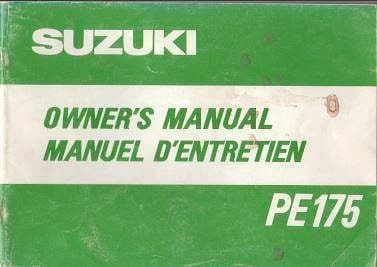 SUZUKI
OWNER'S MANUAL
MANUEL D'ENTRETIEN
PE175